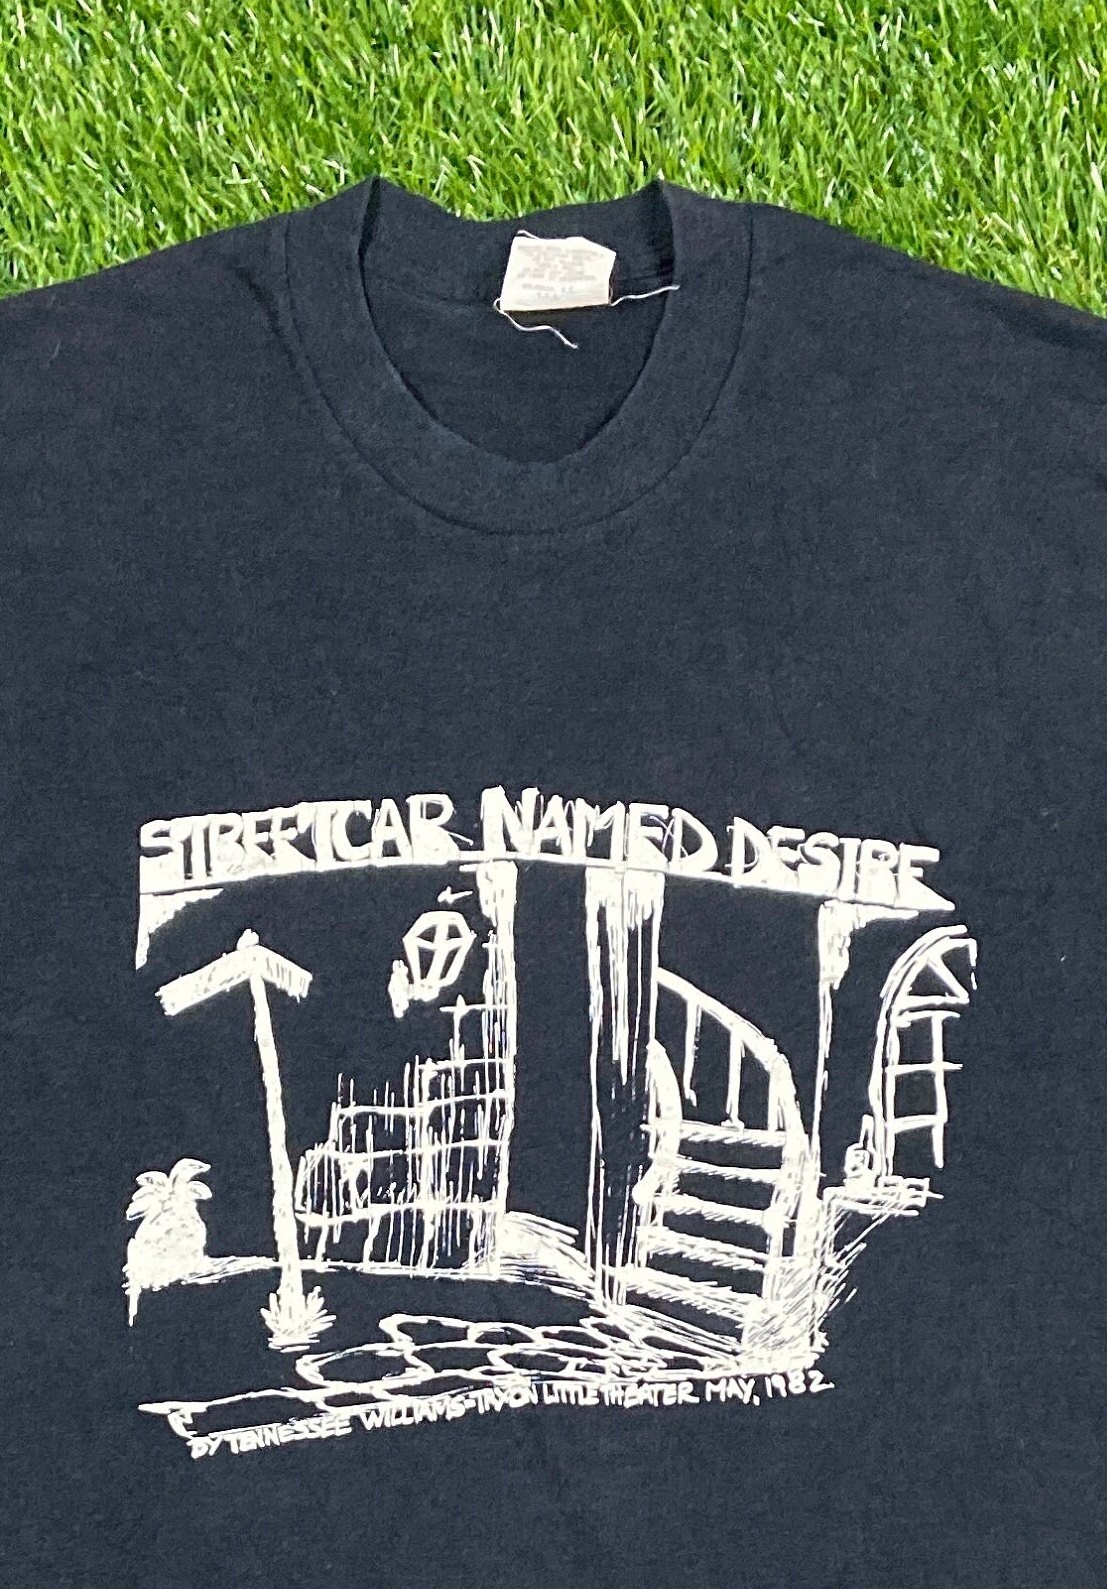 STREETCAR NAMED DESIRE
BY TENNESSEE WILLIAMS-TRYON LITTLE THEATER MAY, 1982